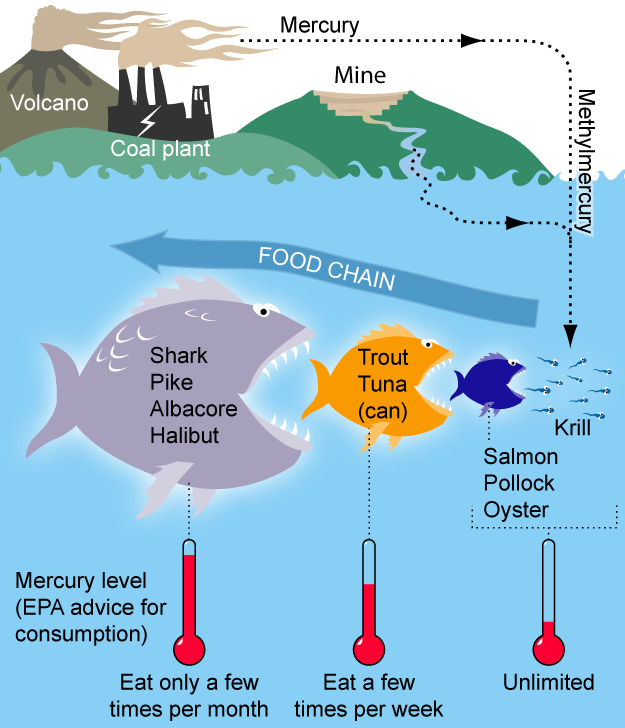 Mercury
Mine
Volcano
Coal plant
Methylmercury
FOOD CHAIN
Shark
Pike
Albacore
Halibut
Trout
Tuna
(can)
Krill
Salmon
Pollock
Oyster
Mercury level
(EPA advice for
consumption)
Eat only a few
times per month
Eat a few
times per week
Unlimited